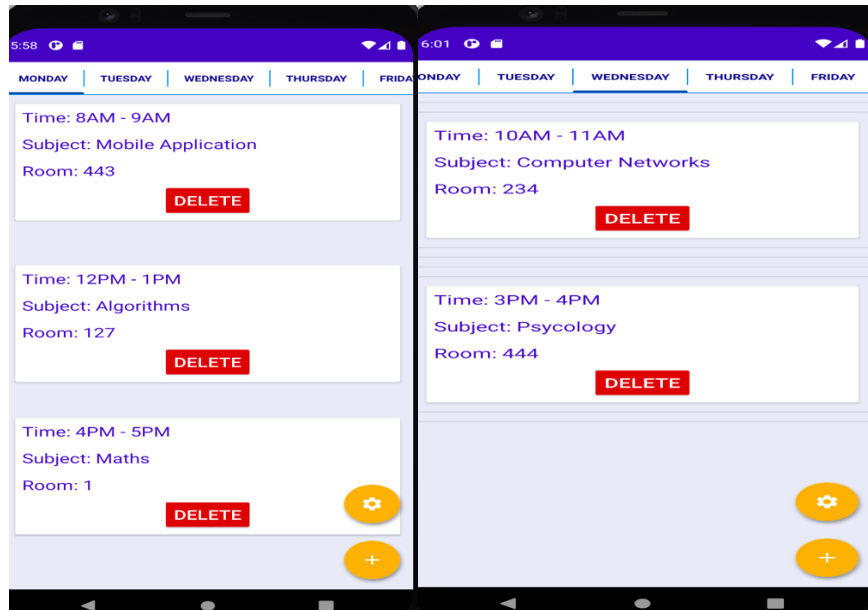 5:58
MONDAY TUESDAY WEDNESDAY THURSDAY FRIDA
Time: 8AM - 9AM
Subject: Mobile Application
Room: 443
DELETE
Time: 12PM - 1PM
Subject: Algorithms
Room: 127
DELETE
Time: 4PM - 5PM
Subject: Maths
Room: 1
DELETE
+
6:01
ONDAY TUESDAY WEDNESDAY THURSDAY FRIDAY
Time: 10AM - 11AM
Subject: Computer Networks
Room: 234
DELETE
Time: 3PM - 4PM
Subject: Psycology
Room: 444
DELETE
+